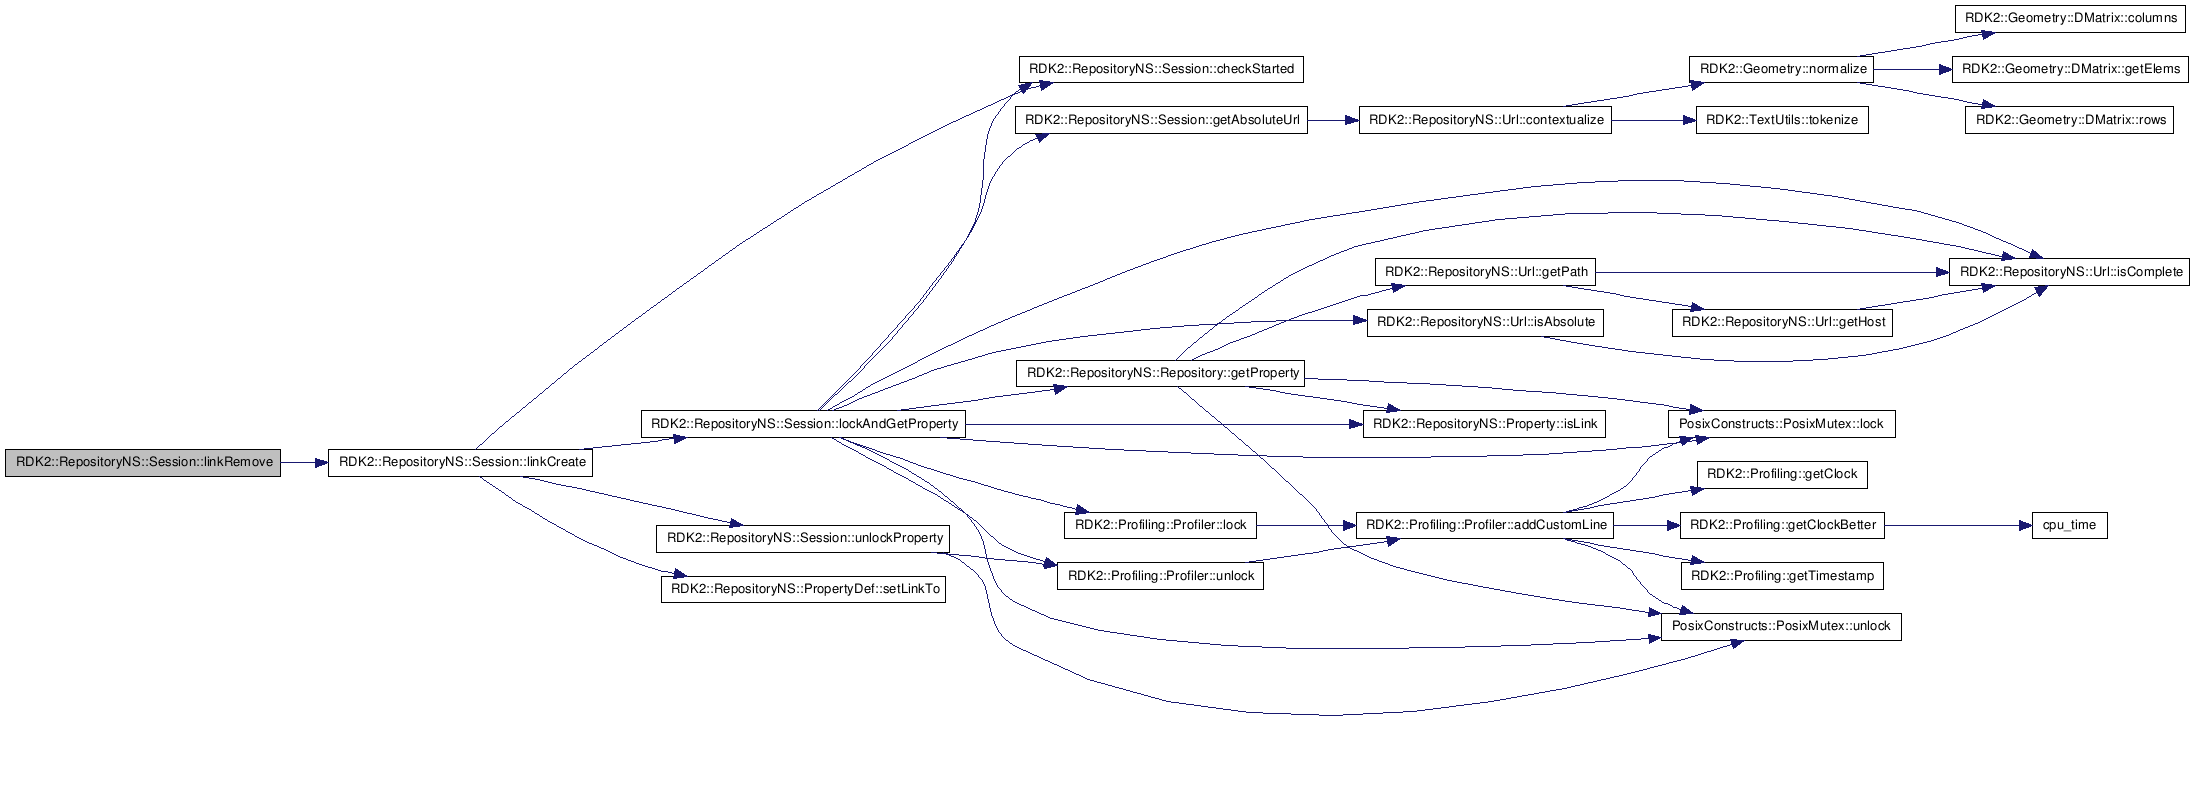 RDK2::Geometry::DMatrix::columns
RDK2::RepositoryNS::Session::checkStarted
RDK2::Geometry::normalize
RDK2::Geometry::DMatrix::getElems
RDK2::RepositoryNS::Session::getAbsoluteUrl
RDK2::RepositoryNS::Url::contextualize
RDK2::TextUtils::tokenize
RDK2::Geometry::DMatrix::rows
RDK2::RepositoryNS::Url::getPath
RDK2::RepositoryNS::Url::isComplete
RDK2::RepositoryNS::Url::isAbsolute
RDK2::RepositoryNS::Url::getHost
RDK2::RepositoryNS::Repository::getProperty
RDK2::RepositoryNS::Session::lockAndGetProperty
RDK2::RepositoryNS::Property::isLink
PosixConstructs::PosixMutex::lock
RDK2::RepositoryNS::Session::linkRemove
RDK2::RepositoryNS::Session::linkCreate
RDK2::Profiling::getClock
RDK2::RepositoryNS::Session::unlockProperty
RDK2::Profiling::Profiler::lock
RDK2::Profiling::Profiler::addCustomLine
RDK2::Profiling::getClockBetter
cpu_time
RDK2::RepositoryNS::PropertyDef::setLinkTo
RDK2::Profiling::Profiler::unlock
RDK2::Profiling::getTimestamp
PosixConstructs::PosixMutex::unlock